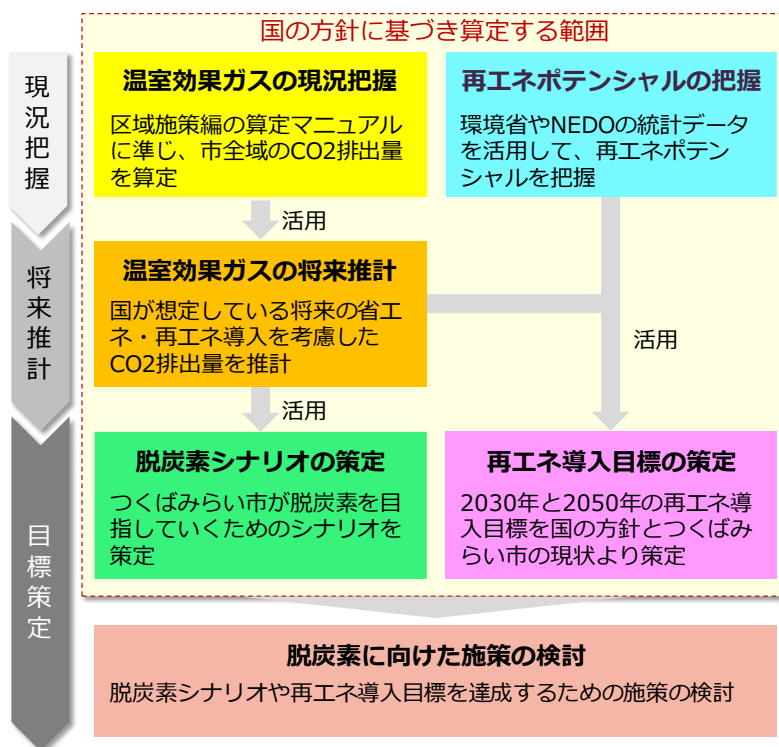 国の方針に基づき算定する範囲
現況把握
温室効果ガスの現況把握
区域施策編の算定マニュアル
に準じ、市全域のCO2排出量
を算定
再エネポテンシャルの把握
環境省やNEDOの統計データ
を活用して、再エネポテン
シャルを把握
活用
将来推計
温室効果ガスの将来推計
国が想定している将来の省エ
ネ・再エネ導入を考慮した
CO2排出量を推計
活用
活用
目標策定
脱炭素シナリオの策定
つくばみらい市が脱炭素を目
指していくためのシナリオを
策定
再エネ導入目標の策定
2030年と2050年の再エネ導
入目標を国の方針とつくばみ
らい市の現状より策定
脱炭素に向けた施策の検討
脱炭素シナリオや再エネ導入目標を達成するための施策の検討